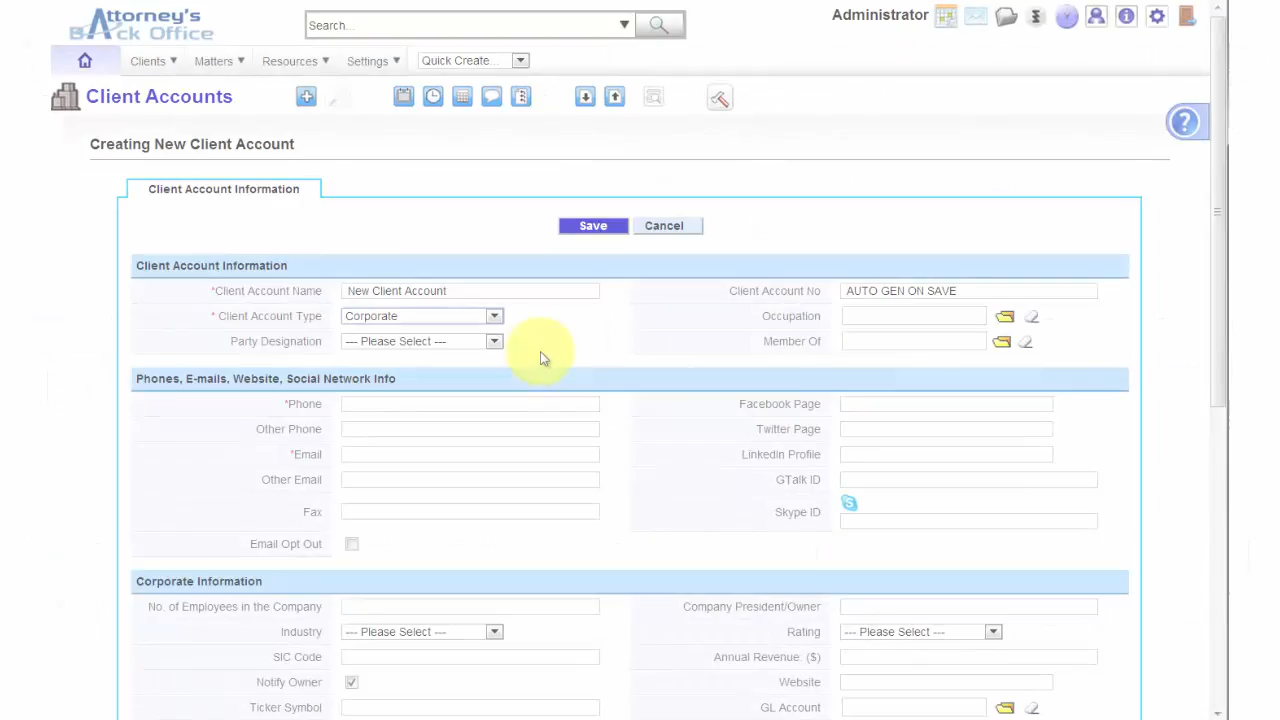 Attorney's
BAck Office
Search...
Administrator
Clients Matters Resources Settings Quick Create...
Client Accounts
?
Creating New Client Account
Client Account Information
Save Cancel
Client Account Information
*Client Account Name New Client Account Client Account No AUTO GEN ON SAVE
* Client Account Type Corporate Occupation
Party Designation --- Please Select --- Member Of
Phones, E-mails, Website, Social Network Info
*Phone Facebook Page
Other Phone Twitter Page
*Email Linkedin Profile
Other Email GTalk ID
Fax Skype ID
Email Opt Out
Corporate Information
No. of Employees in the Company Company President/Owner
Industry --- Please Select --- Rating --- Please Select ---
SIC Code Annual Revenue: ($)
Notify Owner Website
Ticker Symbol GL Account